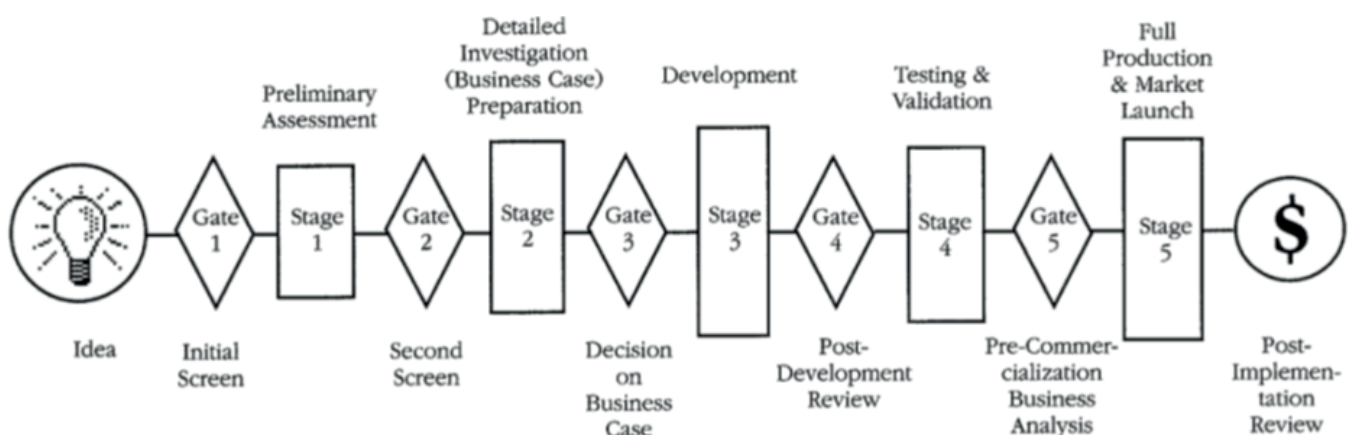 Preliminary
Assessment
Detailed
Investigation
(Business Case)
Preparation
Development
Testing &
Validation
Full
Production
& Market
Launch
Gate
1
Stage
1
Gate
2
Stage
2
Gate
3
Stage
3
Gate
4
Stage
4
Gate
5
Stage
5
$
Idea
Initial
Screen
Second
Screen
Decision
on
Business
Case
Post-
Development
Review
Pre-Commer-
cialization
Business
Analysis
Post-
Implemen-
tation
Review